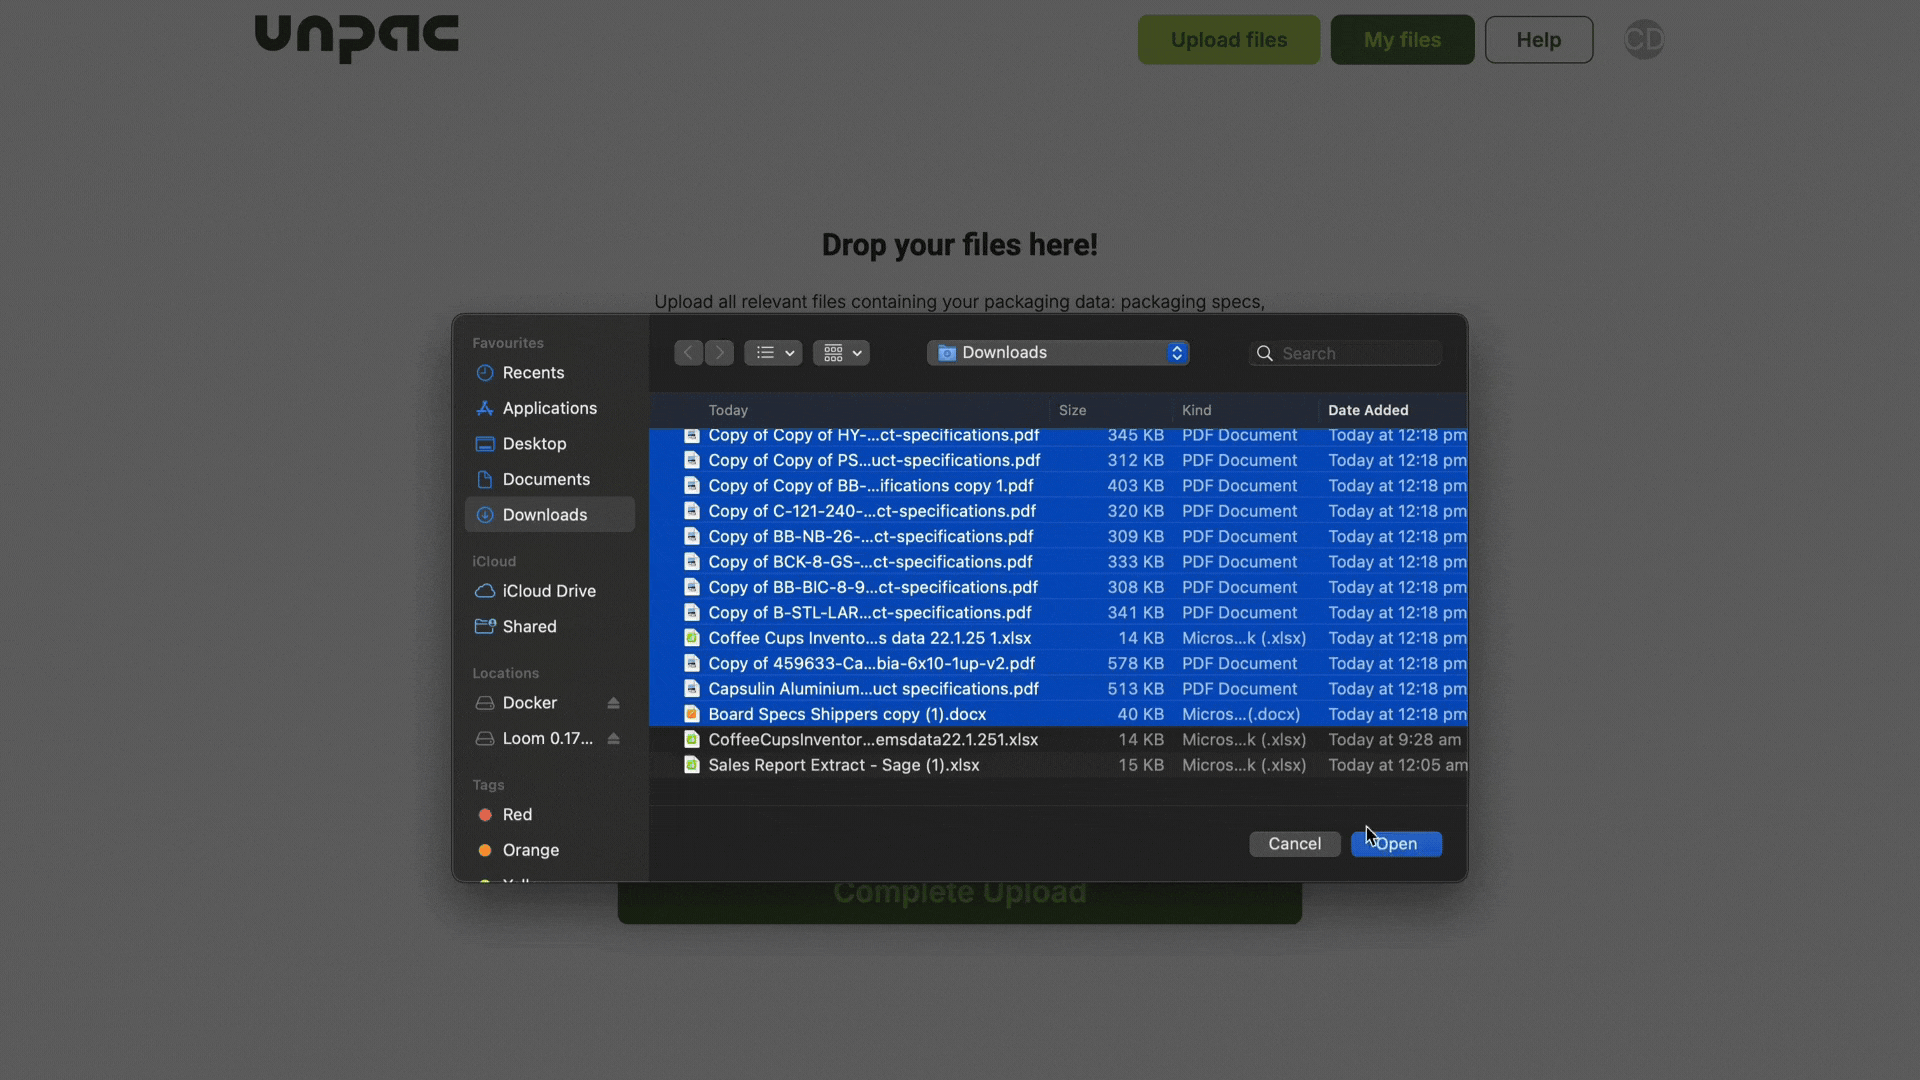 unpac
Upload files
My files
Help
CD
Drop your files here!
Upload all relevant files containing your packaging data: packaging specs,
Favourites
Recents
Applications
Desktop
Documents
Downloads
iCloud
iCloud Drive
Shared
Locations
Docker
Loom 0.17...
Tags
Red
Orange
Downloads
Search
Today Size Kind Date Added
Copy of Copy of HY-...ct-specifications.pdf 345 KB PDF Document Today at 12:18 pm
Copy of Copy of PS...uct-specifications.pdf 312 KB PDF Document Today at 12:18 pm
Copy of Copy of BB-...ifications copy 1.pdf 403 KB PDF Document Today at 12:18 pm
Copy of C-121-240-...ct-specifications.pdf 320 KB PDF Document Today at 12:18 pm
Copy of BB-NB-26-...ct-specifications.pdf 309 KB PDF Document Today at 12:18 pm
Copy of BCK-8-GS-...ct-specifications.pdf 333 KB PDF Document Today at 12:18 pm
Copy of BB-BIC-8-9...ct-specifications.pdf 308 KB PDF Document Today at 12:18 pm
Copy of B-STL-LAR...ct-specifications.pdf 341 KB PDF Document Today at 12:18 pm
Coffee Cups Invento...s data 22.1.25 1.xlsx 14 KB Micros...k (.xlsx) Today at 12:18 pm
Copy of 459633-Ca...bia-6x10-1up-v2.pdf 578 KB PDF Document Today at 12:18 pm
Capsulin Aluminium...uct specifications.pdf 513 KB PDF Document Today at 12:18 pm
Board Specs Shippers copy (1).docx 40 KB Micros...(.docx) Today at 12:18 pm
CoffeeCupsInventor...emsdata22.1.251.xlsx 14 KB Micros...k (.xlsx) Today at 9:28 am
Sales Report Extract - Sage (1).xlsx 15 KB Micros...k (.xlsx) Today at 12:05 am
Cancel
Open
Complete Upload